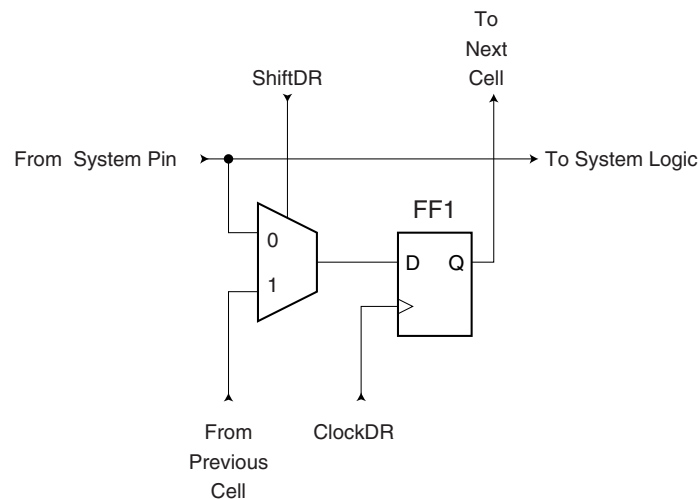 To
Next
Cell
ShiftDR
From System Pin
To System Logic
FF1
0
D Q
1
From
Previous
Cell
ClockDR